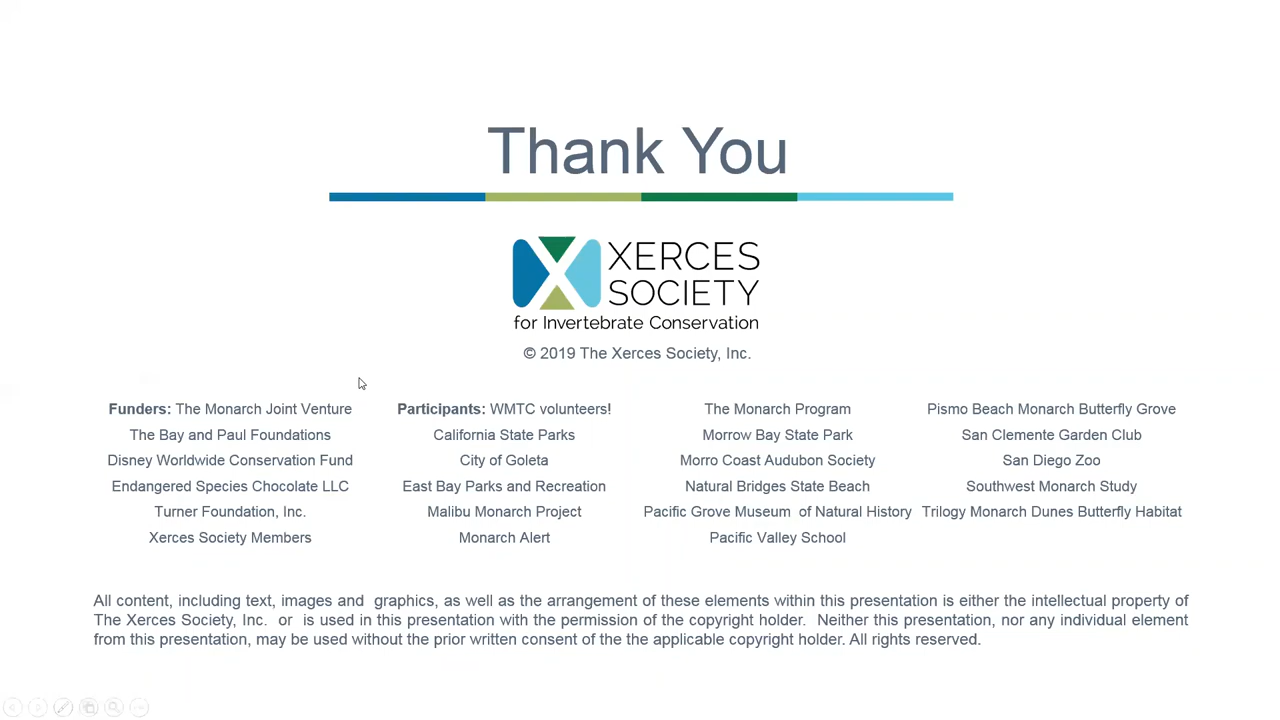 Thank You
XERCES
SOCIETY
for Invertebrate Conservation
© 2019 The Xerces Society, Inc.
Funders: The Monarch Joint Venture
The Bay and Paul Foundations
Disney Worldwide Conservation Fund
Endangered Species Chocolate LLC
Turner Foundation, Inc.
Xerces Society Members
Participants: WMTC volunteers!
California State Parks
City of Goleta
East Bay Parks and Recreation
Malibu Monarch Project
Monarch Alert
The Monarch Program
Morrow Bay State Park
Morro Coast Audubon Society
Natural Bridges State Beach
Pacific Grove Museum of Natural History
Pacific Valley School
Pismo Beach Monarch Butterfly Grove
San Clemente Garden Club
San Diego Zoo
Southwest Monarch Study
Trilogy Monarch Dunes Butterfly Habitat
All content, including text, images and graphics, as well as the arrangement of these elements within this presentation is either the intellectual property of
The Xerces Society, Inc. or is used in this presentation with the permission of the copyright holder. Neither this presentation, nor any individual element
from this presentation, may be used without the prior written consent of the the applicable copyright holder. All rights reserved.